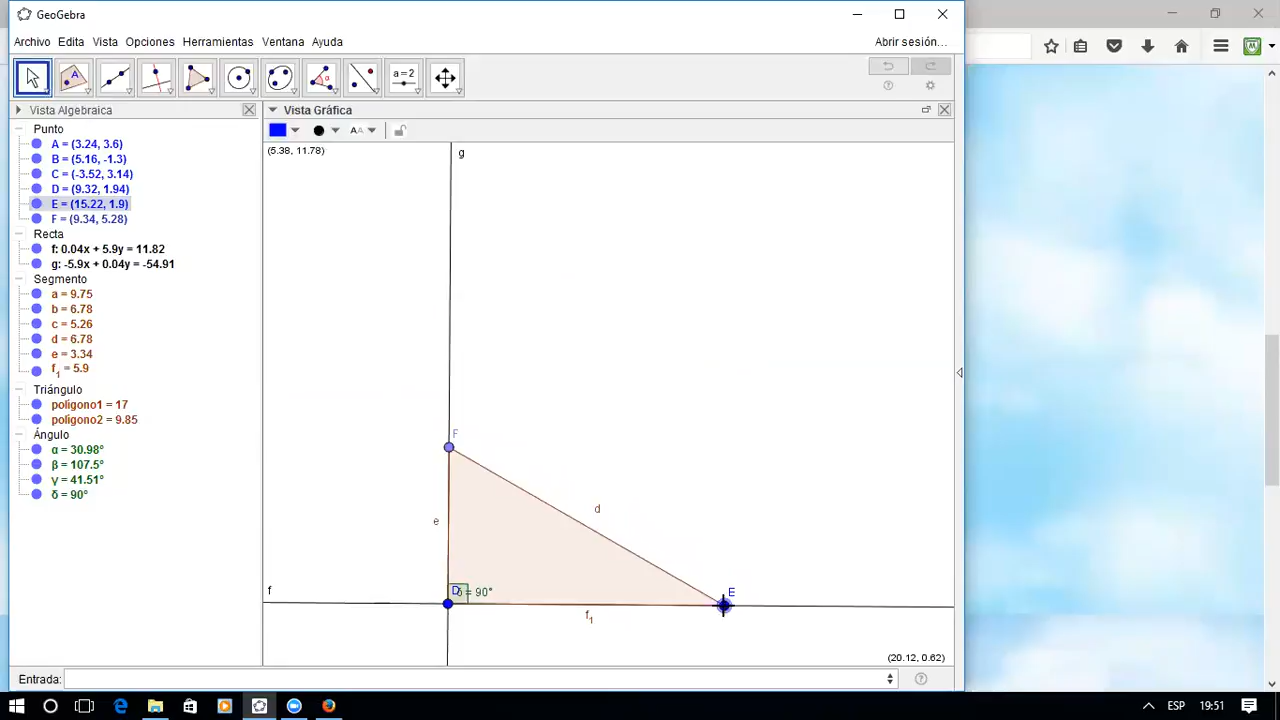 GeoGebra
Archivo Edita Vista Opciones Herramientas Ventana Ayuda
Abrir sesión...
A
α
a = 2
Vista Algebraica
Vista Gráfica
AA
Punto
A = (3.24, 3.6)
B = (5.16, -1.3)
C = (-3.52, 3.14)
D = (9.32, 1.94)
E = (15.22, 1.9)
F = (9.34, 5.28)
Recta
f: 0.04x + 5.9y = 11.82
g: -5.9x + 0.04y = -54.91
Segmento
a = 9.75
b = 6.78
c = 5.26
d = 6.78
e = 3.34
f₁ = 5.9
Triángulo
polígono1 = 17
polígono2 = 9.85
Ángulo
α = 30.98°
β = 107.5°
γ = 41.51°
δ = 90°
(5.38, 11.78)
g
F
d
e
f
D
δ = 90°
E
f₁
(20.12, 0.62)
Entrada:
ESP 19:51